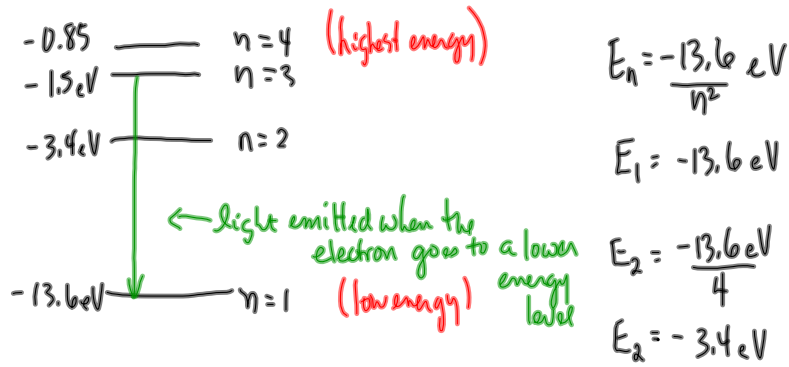 -0.85 n=4 (highest energy)
-1.5eV n=3
-3.4eV n=2
← light emitted when the
electron goes to a lower
energy
level
-13.6eV n=1 (low energy)
En = -13.6 eV
n²
E1 = -13.6 eV
E2 = -13.6 eV
4
E2 = - 3.4 eV